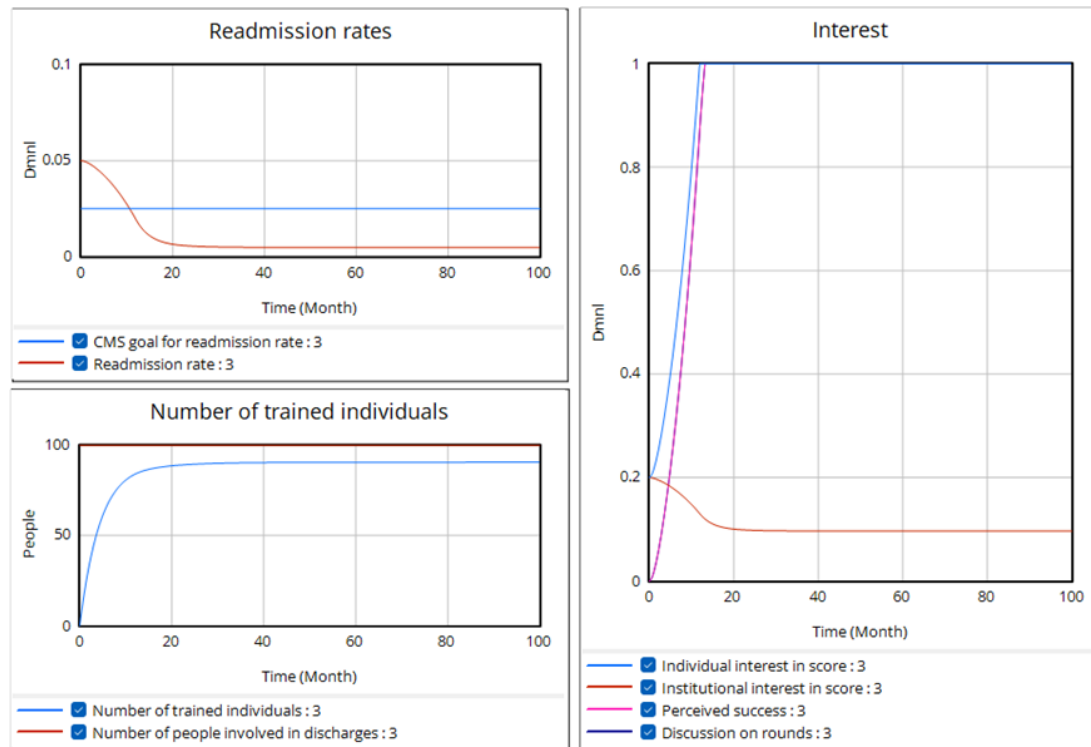 Readmission rates
0.1
0.05
0
Dmnl
0 20 40 60 80 100
Time (Month)
CMS goal for readmission rate : 3
Readmission rate : 3
Number of trained individuals
100
50
0
People
0 20 40 60 80 100
Time (Month)
Number of trained individuals : 3
Number of people involved in discharges : 3
Interest
1
0.8
0.6
0.4
0.2
0
Dmnl
0 20 40 60 80 100
Time (Month)
Individual interest in score : 3
Institutional interest in score : 3
Perceived success : 3
Discussion on rounds : 3